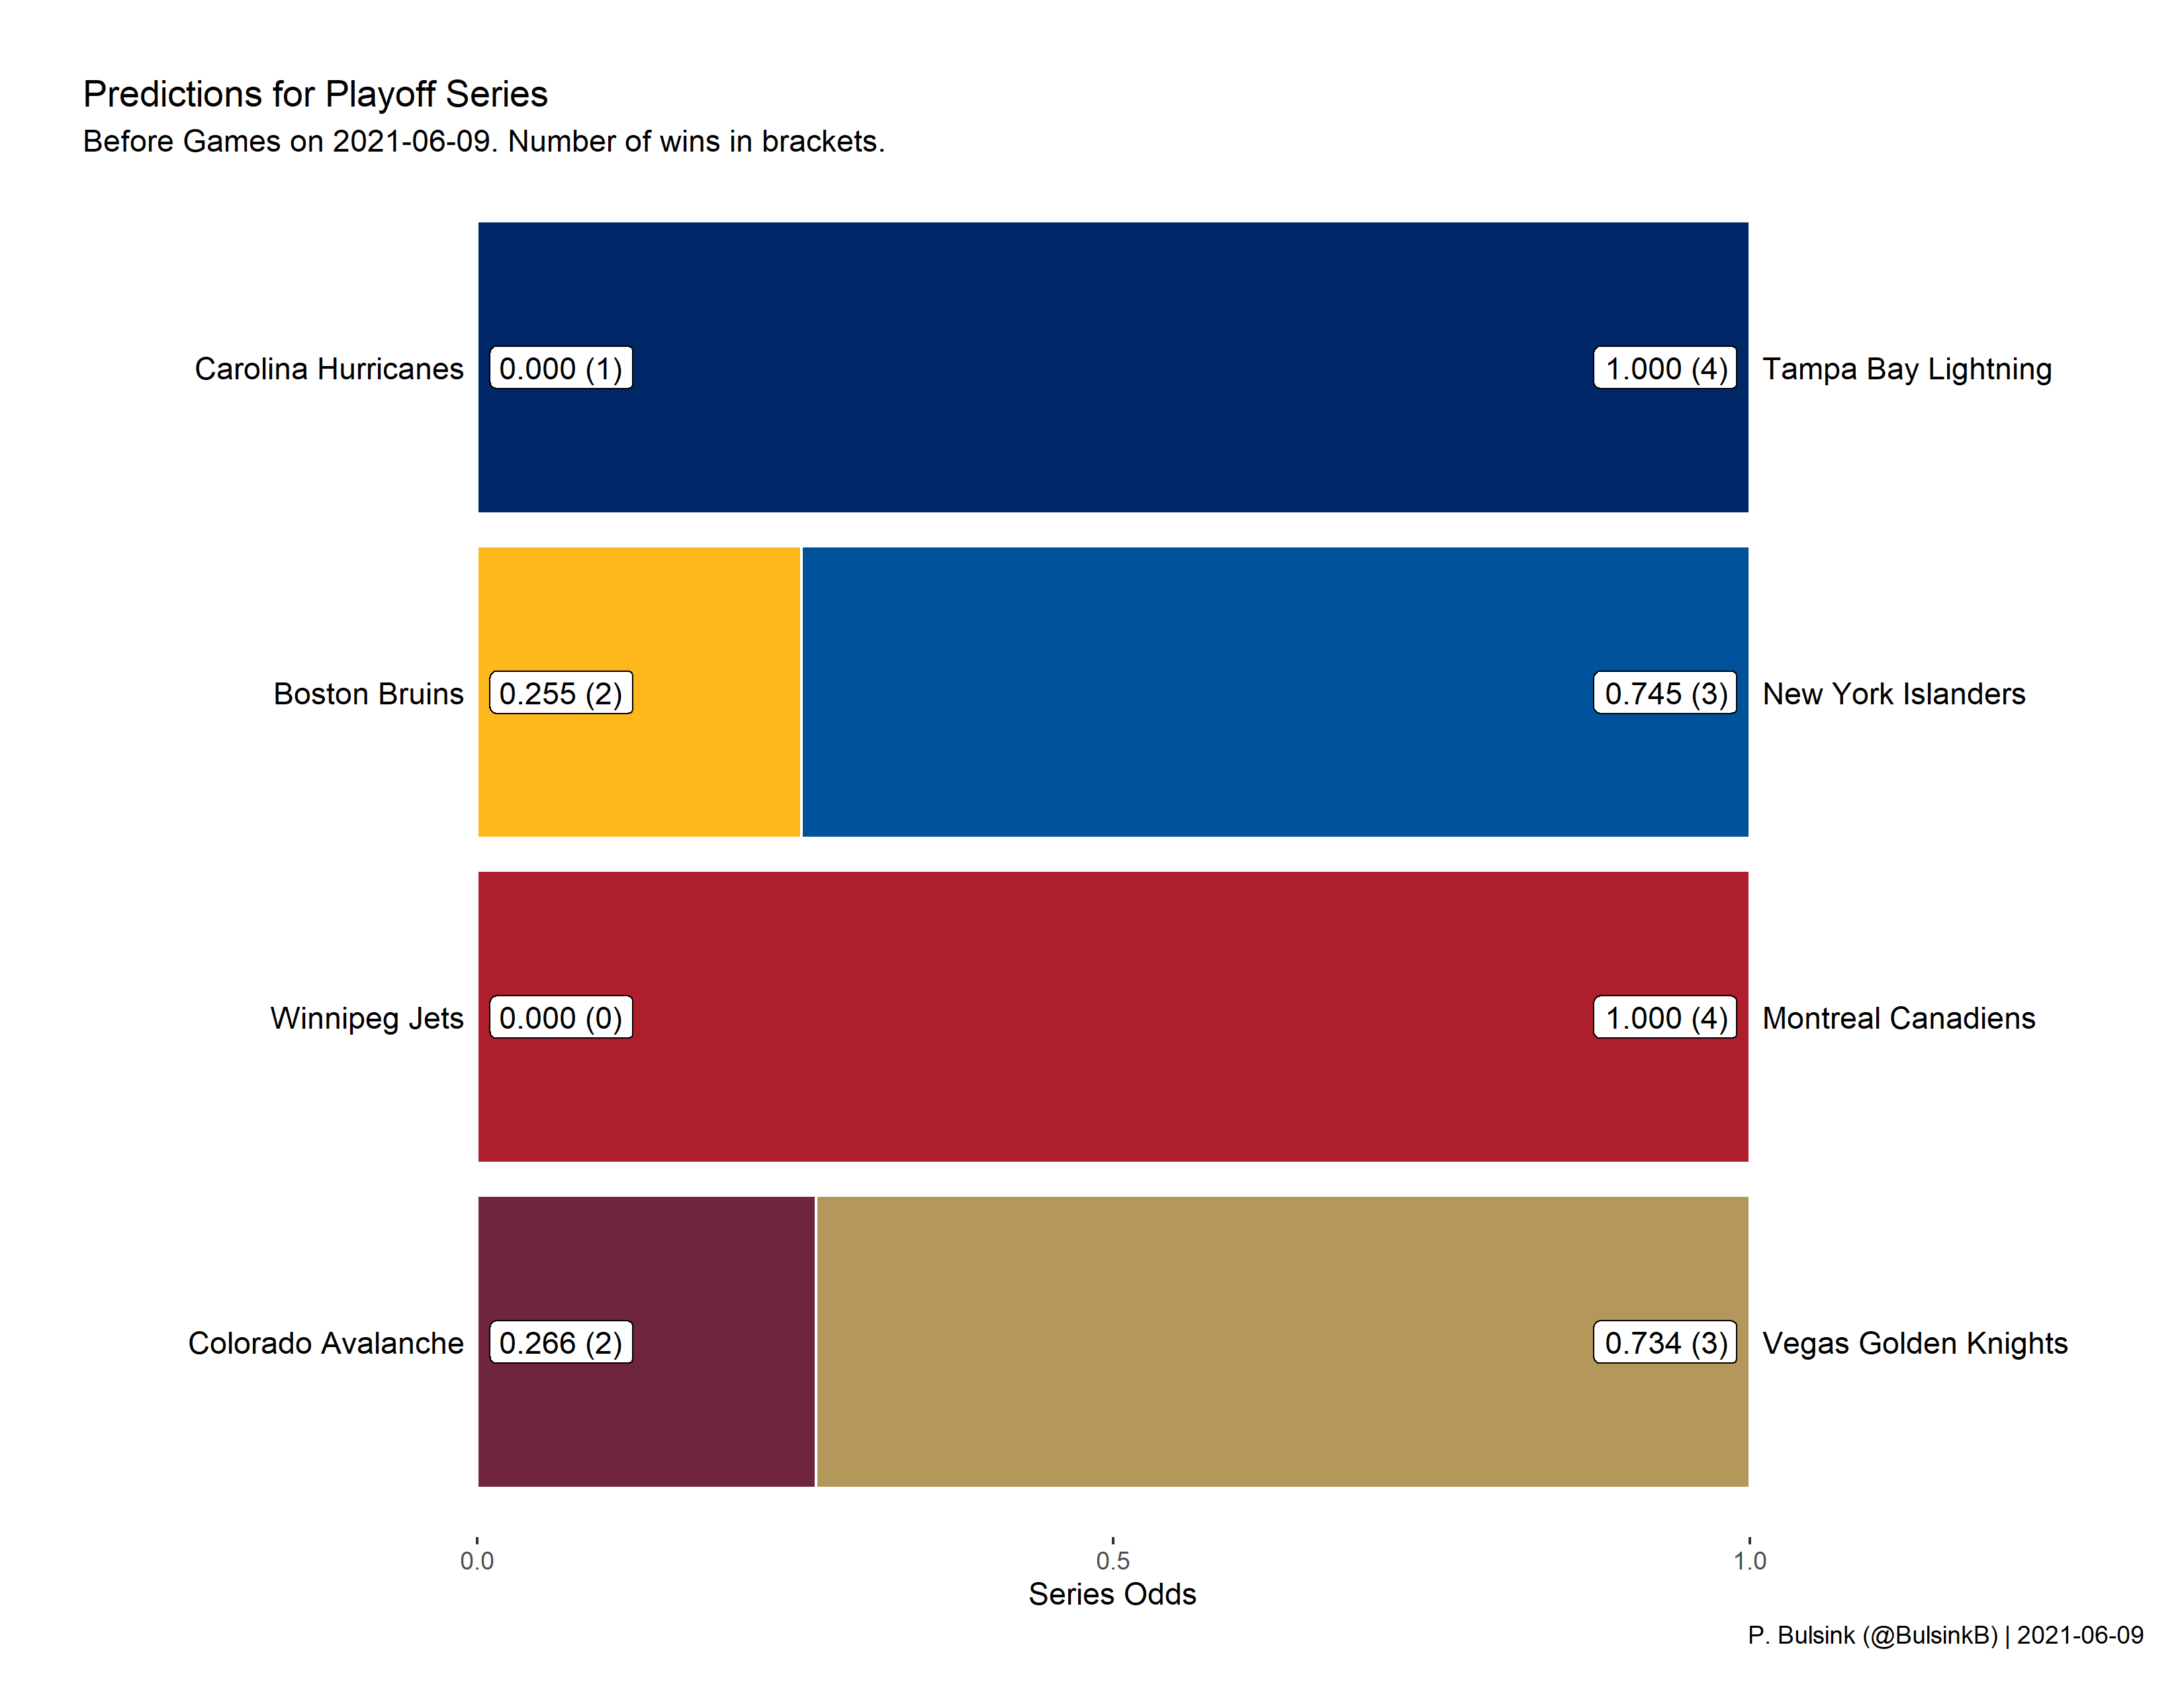 Predictions for Playoff Series
Before Games on 2021-06-09. Number of wins in brackets.
Carolina Hurricanes 0.000 (1) 1.000 (4) Tampa Bay Lightning
Boston Bruins 0.255 (2) 0.745 (3) New York Islanders
Winnipeg Jets 0.000 (0) 1.000 (4) Montreal Canadiens
Colorado Avalanche 0.266 (2) 0.734 (3) Vegas Golden Knights
0.0 0.5 1.0
Series Odds
P. Bulsink (@BulsinkB) | 2021-06-09